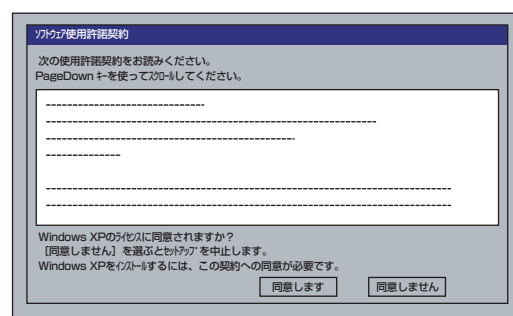 ｿﾌﾄｳｪｱ使用許諾契約
次の使用許諾契約をお読みください。
PageDown ｷｰを使ってｽｸﾛｰﾙしてください。
Windows XPのﾗｲｾﾝｽに同意されますか？
［同意しません］を選ぶとｾｯﾄｱｯﾌﾟを中止します。
Windows XPをｲﾝｽﾄｰﾙするには、この契約への同意が必要です。
同意します 同意しません